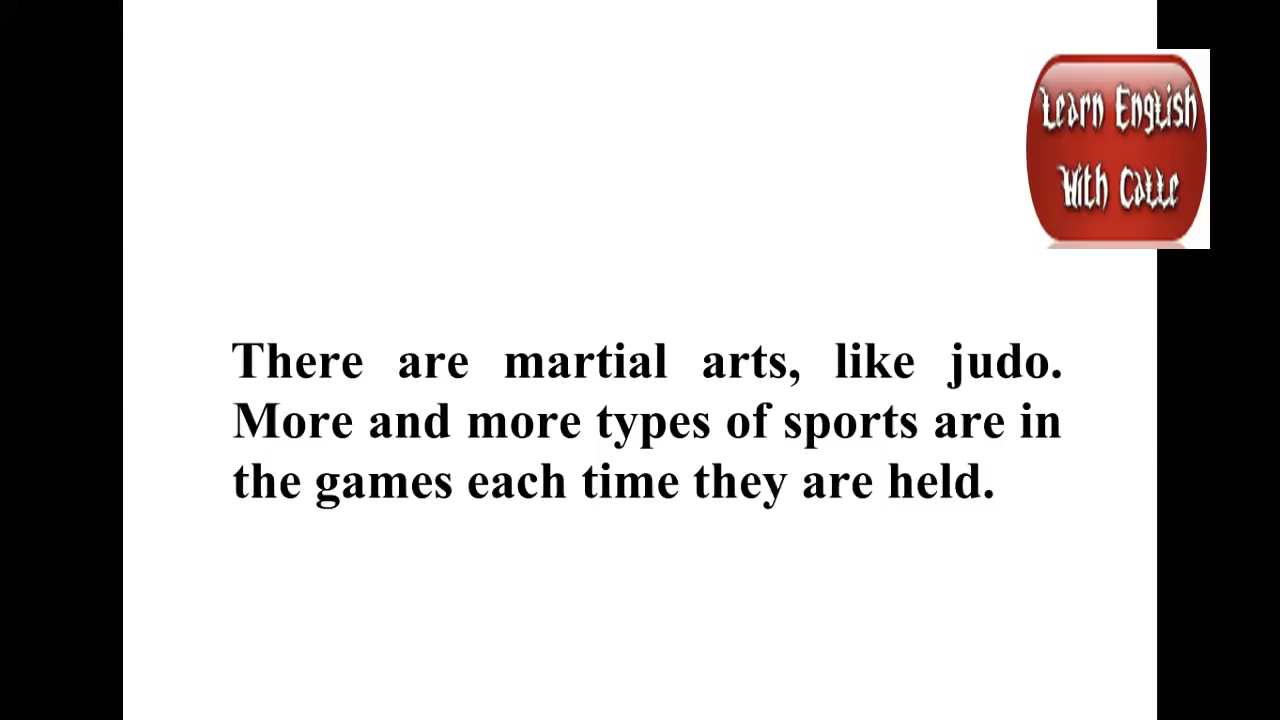 Learn English
With Calle
There are martial arts, like judo.
More and more types of sports are in
the games each time they are held.